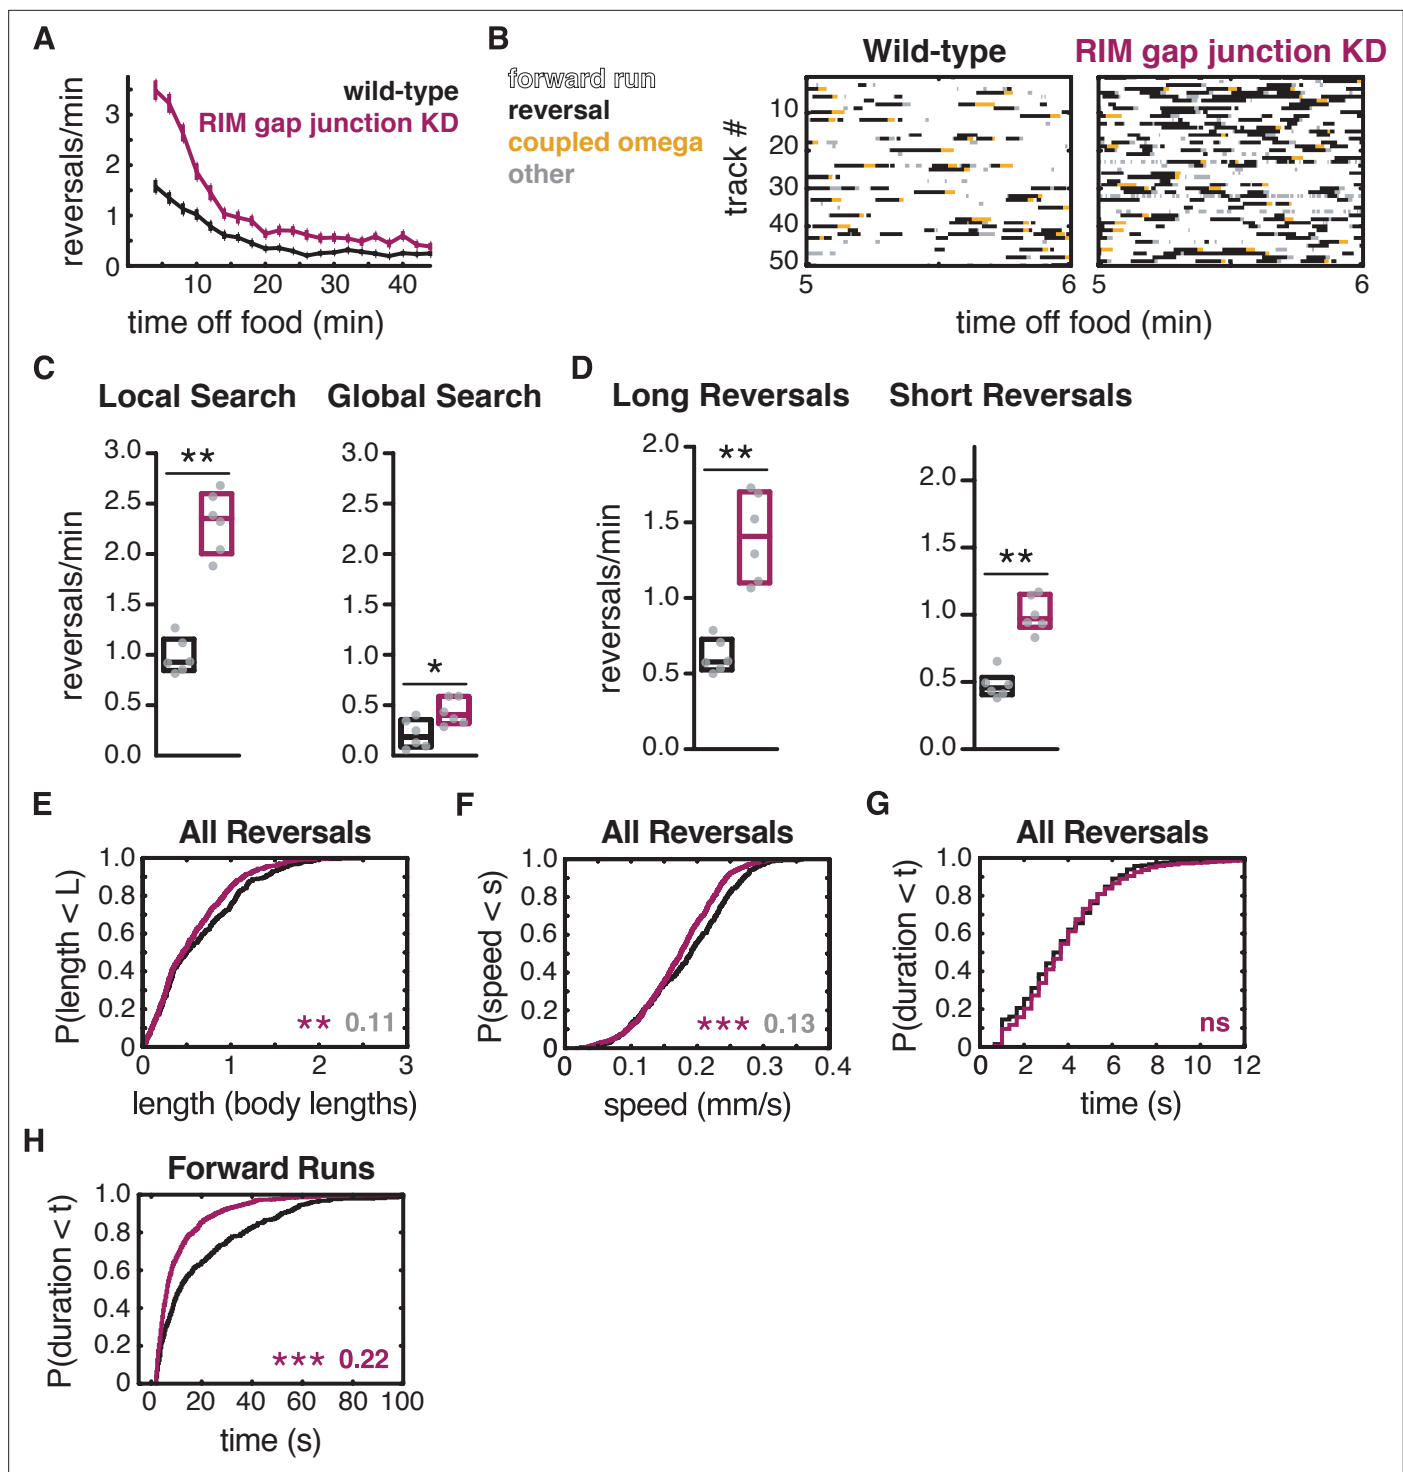 A
wild-type
RIM gap junction KD
reversals/min
3
2
1
0
10 20 30 40
time off food (min)
B
forward run
reversal
coupled omega
other
Wild-type RIM gap junction KD
track #
10
20
30
40
50
5 6 5 6
time off food (min)
C
Local Search Global Search
reversals/min
3.0 3.0
** *
2.5 2.5
2.0 2.0
1.5 1.5
1.0 1.0
0.5 0.5
0.0 0.0
D
Long Reversals Short Reversals
reversals/min
2.0
**
1.5
1.0
0.5
0.0
2.0
1.5
**
1.0
0.5
0.0
E
All Reversals
P(length < L)
1.0
0.8
0.6
0.4
0.2
0
** 0.11
0 1 2 3
length (body lengths)
F
All Reversals
P(speed < s)
1.0
0.8
0.6
0.4
0.2
0
*** 0.13
0 0.1 0.2 0.3 0.4
speed (mm/s)
G
All Reversals
P(duration < t)
1.0
0.8
0.6
0.4
0.2
0
ns
0 2 4 6 8 10 12
time (s)
H
Forward Runs
P(duration < t)
1.0
0.8
0.6
0.4
0.2
0
*** 0.22
0 20 40 60 80 100
time (s)